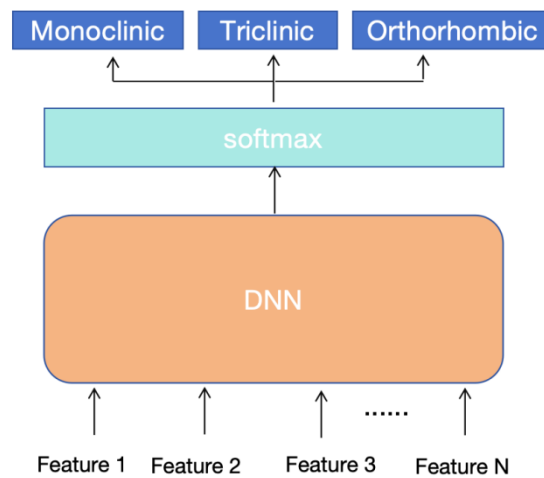 Monoclinic Triclinic Orthorhombic
softmax
DNN
......
Feature 1 Feature 2 Feature 3 Feature N